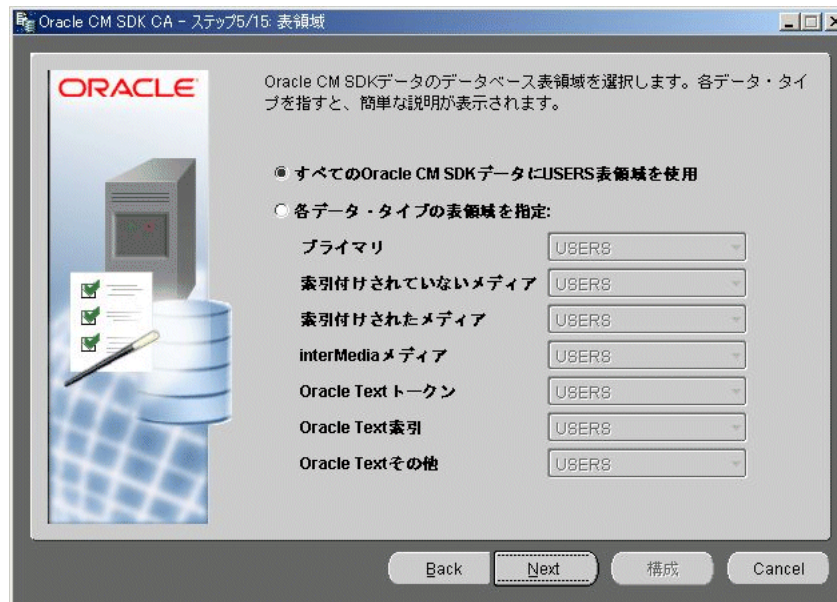 Oracle CM SDK CA - ステップ5/15: 表領域
ORACLE
Oracle CM SDKデータのデータベース表領域を選択します。各データ・タイ
プを指すと、簡単な説明が表示されます。
すべてのOracle CM SDKデータにUSERS表領域を使用
各データ・タイプの表領域を指定:
プライマリ USERS
索引付けされていないメディア USERS
索引付けされたメディア USERS
interMediaメディア USERS
Oracle Text トークン USERS
Oracle Text索引 USERS
Oracle Textその他 USERS
Back Next 構成 Cancel